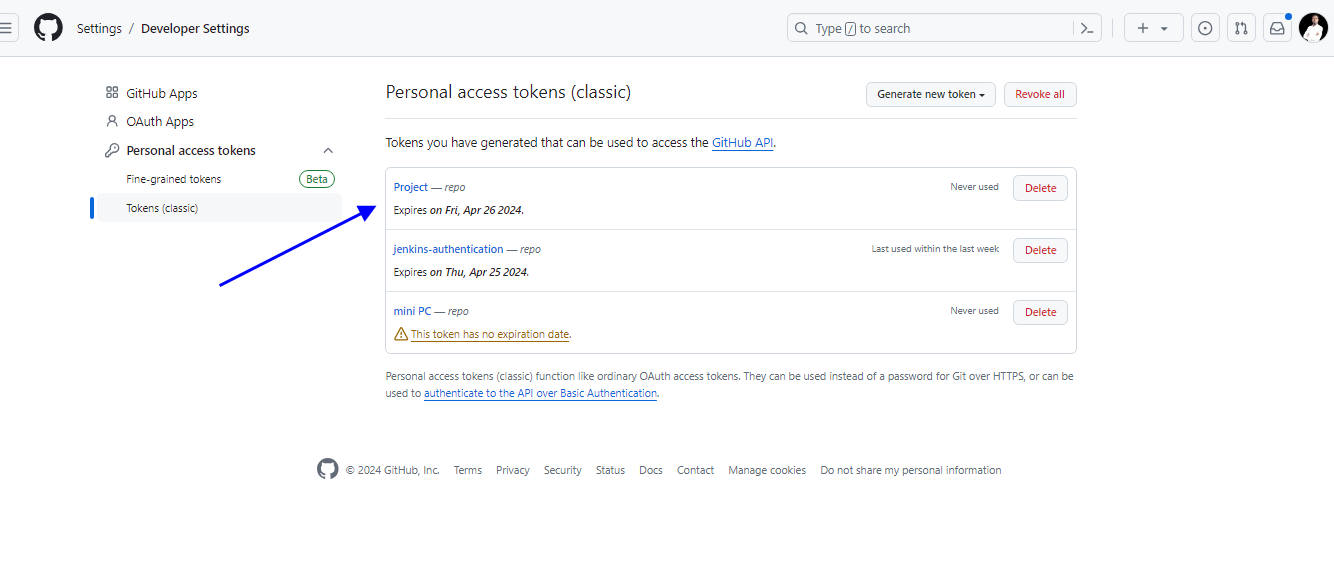 Settings / Developer Settings
Type / to search
GitHub Apps
OAuth Apps
Personal access tokens
Fine-grained tokens Beta
Tokens (classic)
Personal access tokens (classic)
Generate new token
Revoke all
Tokens you have generated that can be used to access the GitHub API.
Project — repo Never used Delete
Expires on Fri, Apr 26 2024.
jenkins-authentication — repo Last used within the last week Delete
Expires on Thu, Apr 25 2024.
mini PC — repo Never used Delete
This token has no expiration date.
Personal access tokens (classic) function like ordinary OAuth access tokens. They can be used instead of a password for Git over HTTPS, or can be
used to authenticate to the API over Basic Authentication.
© 2024 GitHub, Inc. Terms Privacy Security Status Docs Contact Manage cookies Do not share my personal information